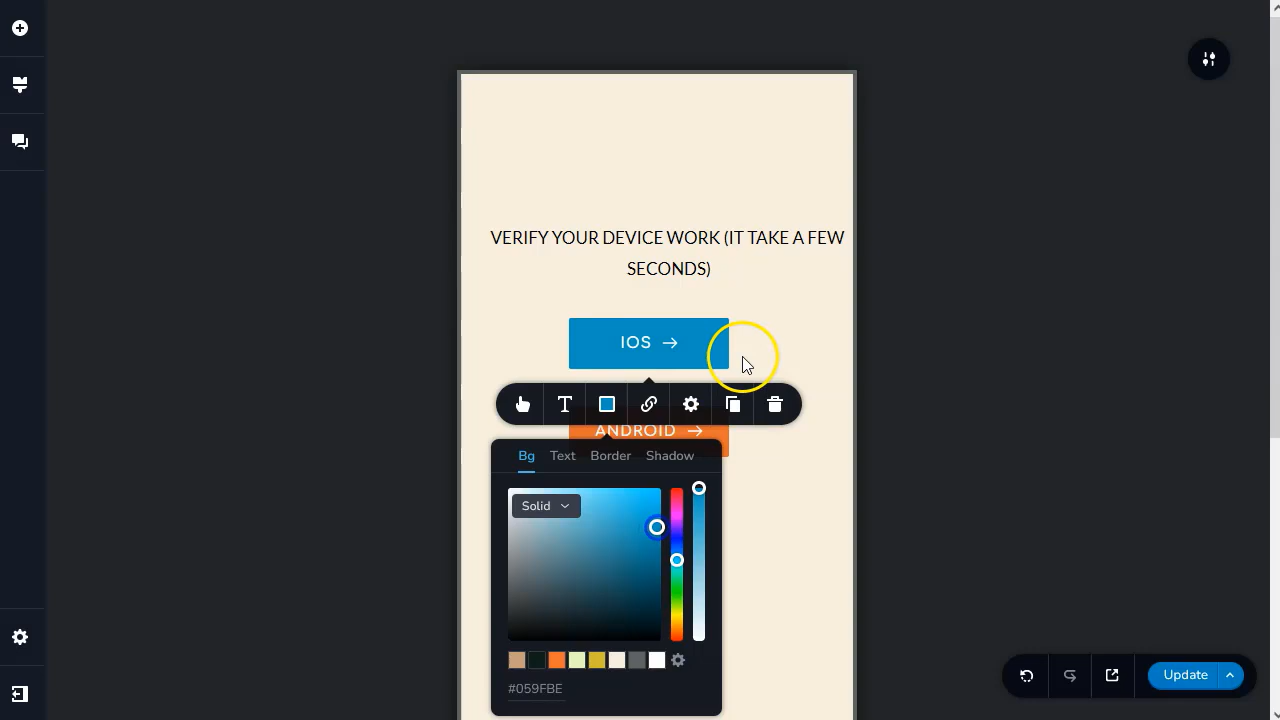 VERIFY YOUR DEVICE WORK (IT TAKE A FEW
SECONDS)
IOS
ANDROID
Bg Text Border Shadow
Solid
#059FBE
Update